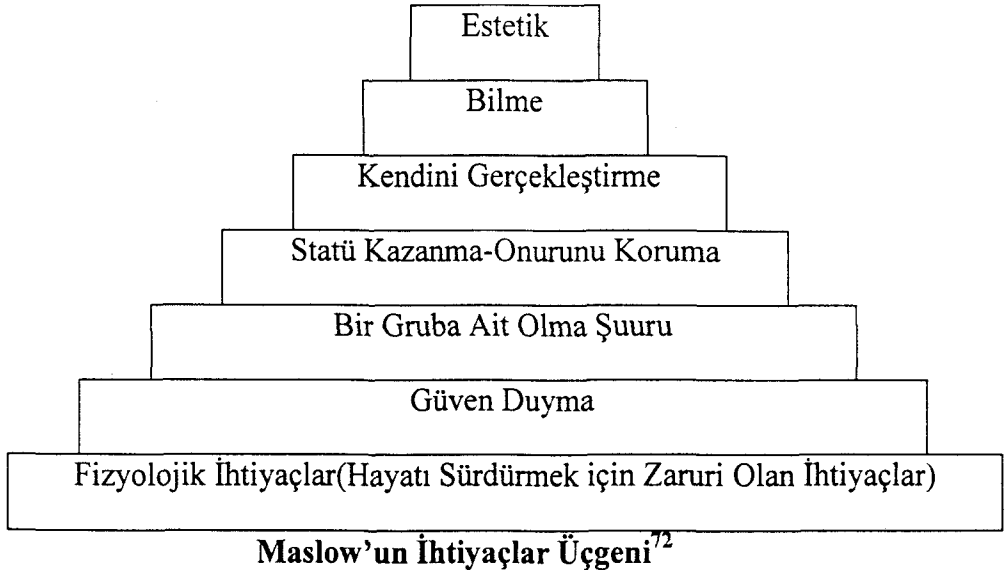 Estetik
Bilme
Kendini Gerçekleştirme
Statü Kazanma-Onurunu Koruma
Bir Gruba Ait Olma Şuuru
Güven Duyma
Fizyolojik İhtiyaçlar(Hayatı Sürdürmek için Zaruri Olan İhtiyaçlar)
Maslow'un İhtiyaçlar Üçgeni72